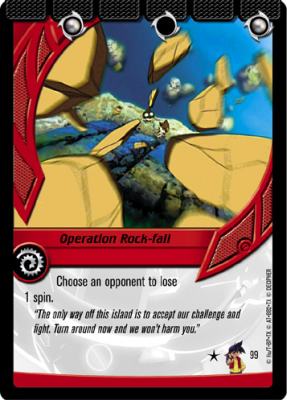 Operation Rock-fall
Choose an opponent to lose
1 spin.
"The only way off this island is to accept our challenge and
fight. Turn around now and we won't harm you."
99